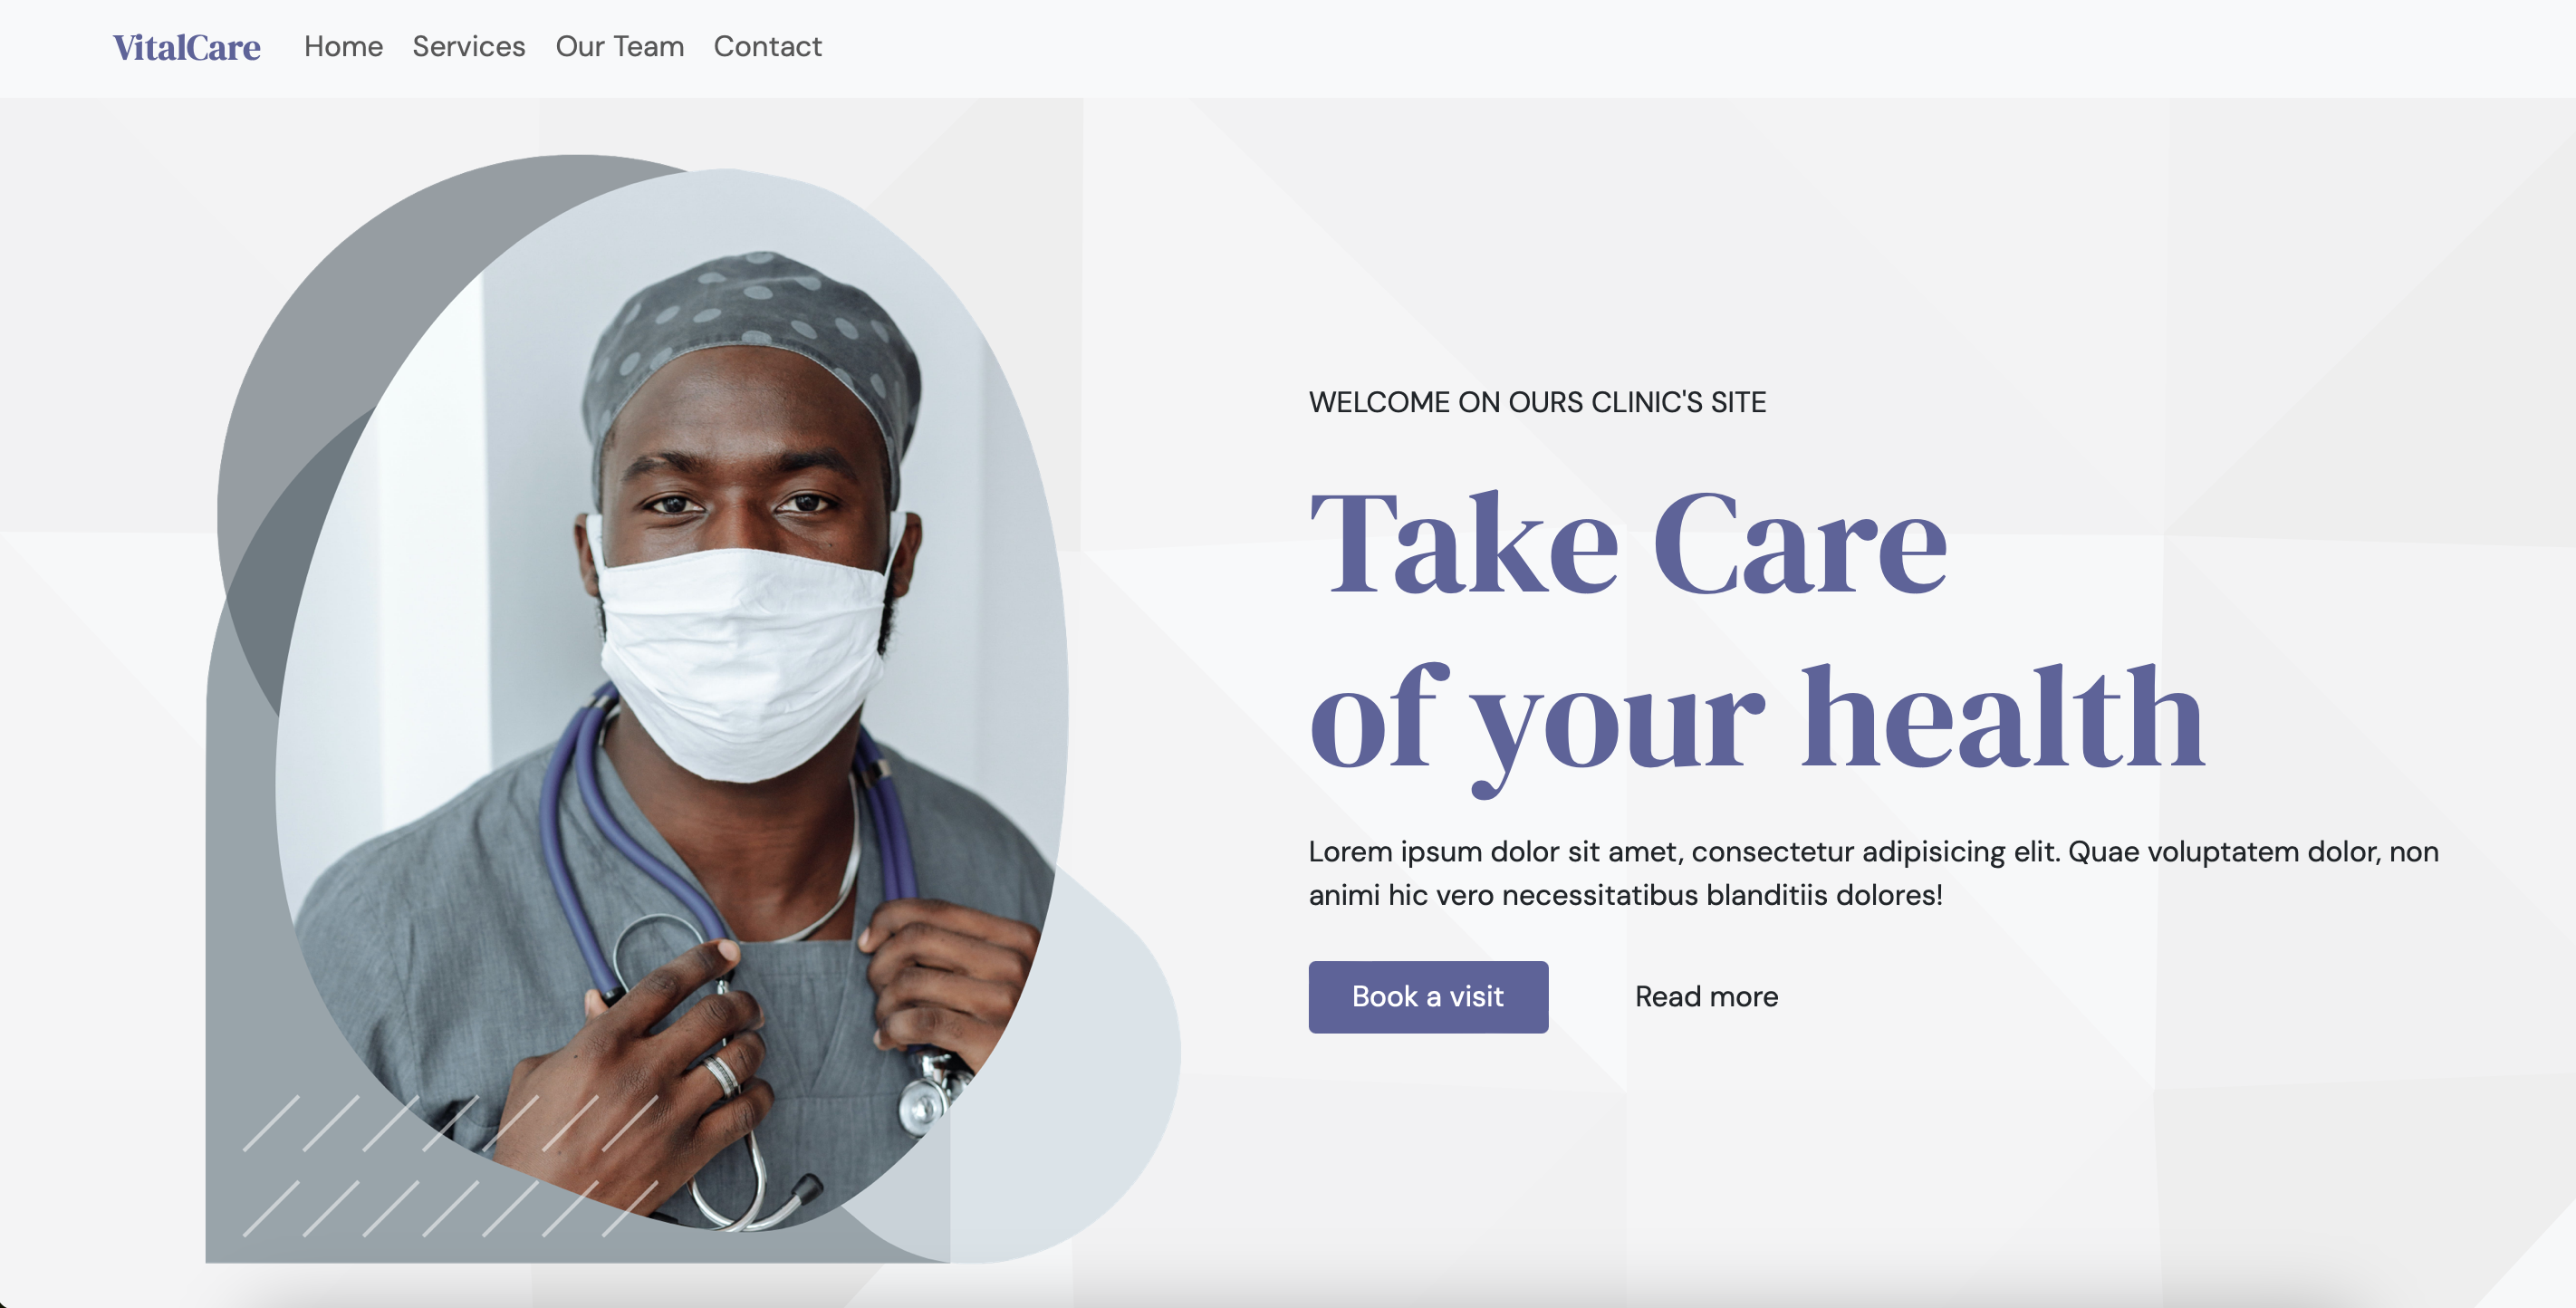 VitalCare Home Services Our Team Contact
WELCOME ON OURS CLINIC'S SITE
Take Care
of your health
Lorem ipsum dolor sit amet, consectetur adipisicing elit. Quae voluptatem dolor, non
animi hic vero necessitatibus blanditiis dolores!
Book a visit Read more